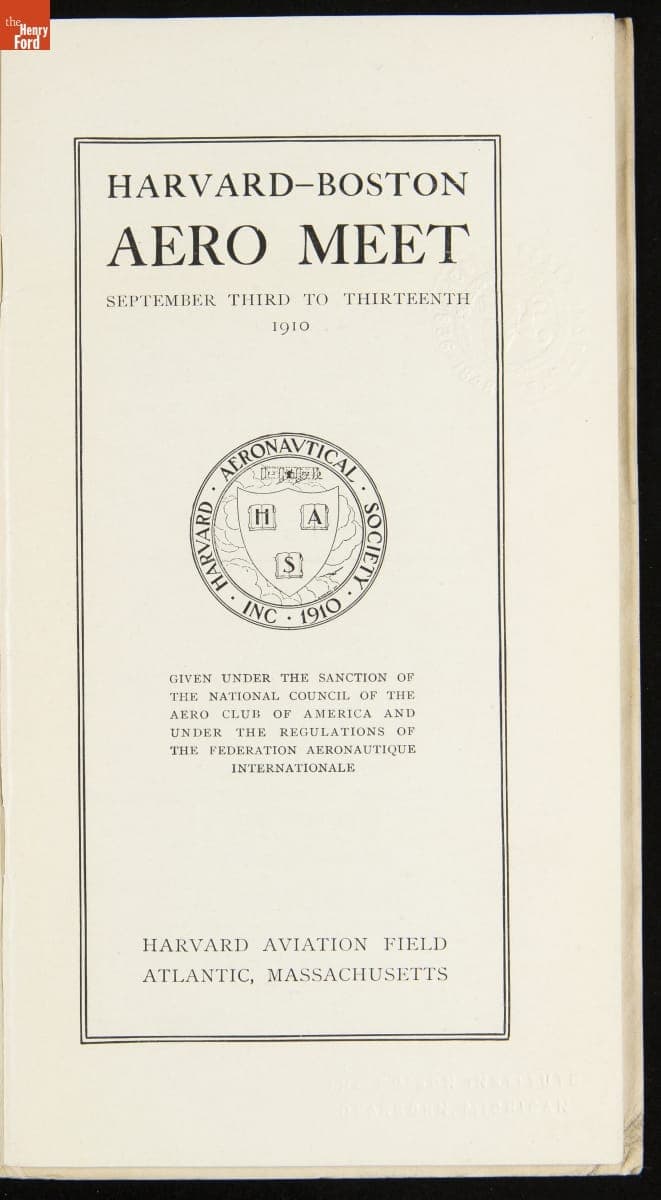 the
Henry
Ford
HARVARD–BOSTON
AERO MEET
SEPTEMBER THIRD TO THIRTEENTH
1910
HARVARD · AERONAVTICAL · SOCIETY · INC · 1910 ·
H A
S
GIVEN UNDER THE SANCTION OF
THE NATIONAL COUNCIL OF THE
AERO CLUB OF AMERICA AND
UNDER THE REGULATIONS OF
THE FEDERATION AERONAUTIQUE
INTERNATIONALE
HARVARD AVIATION FIELD
ATLANTIC, MASSACHUSETTS
DEARBORN, MICHIGAN